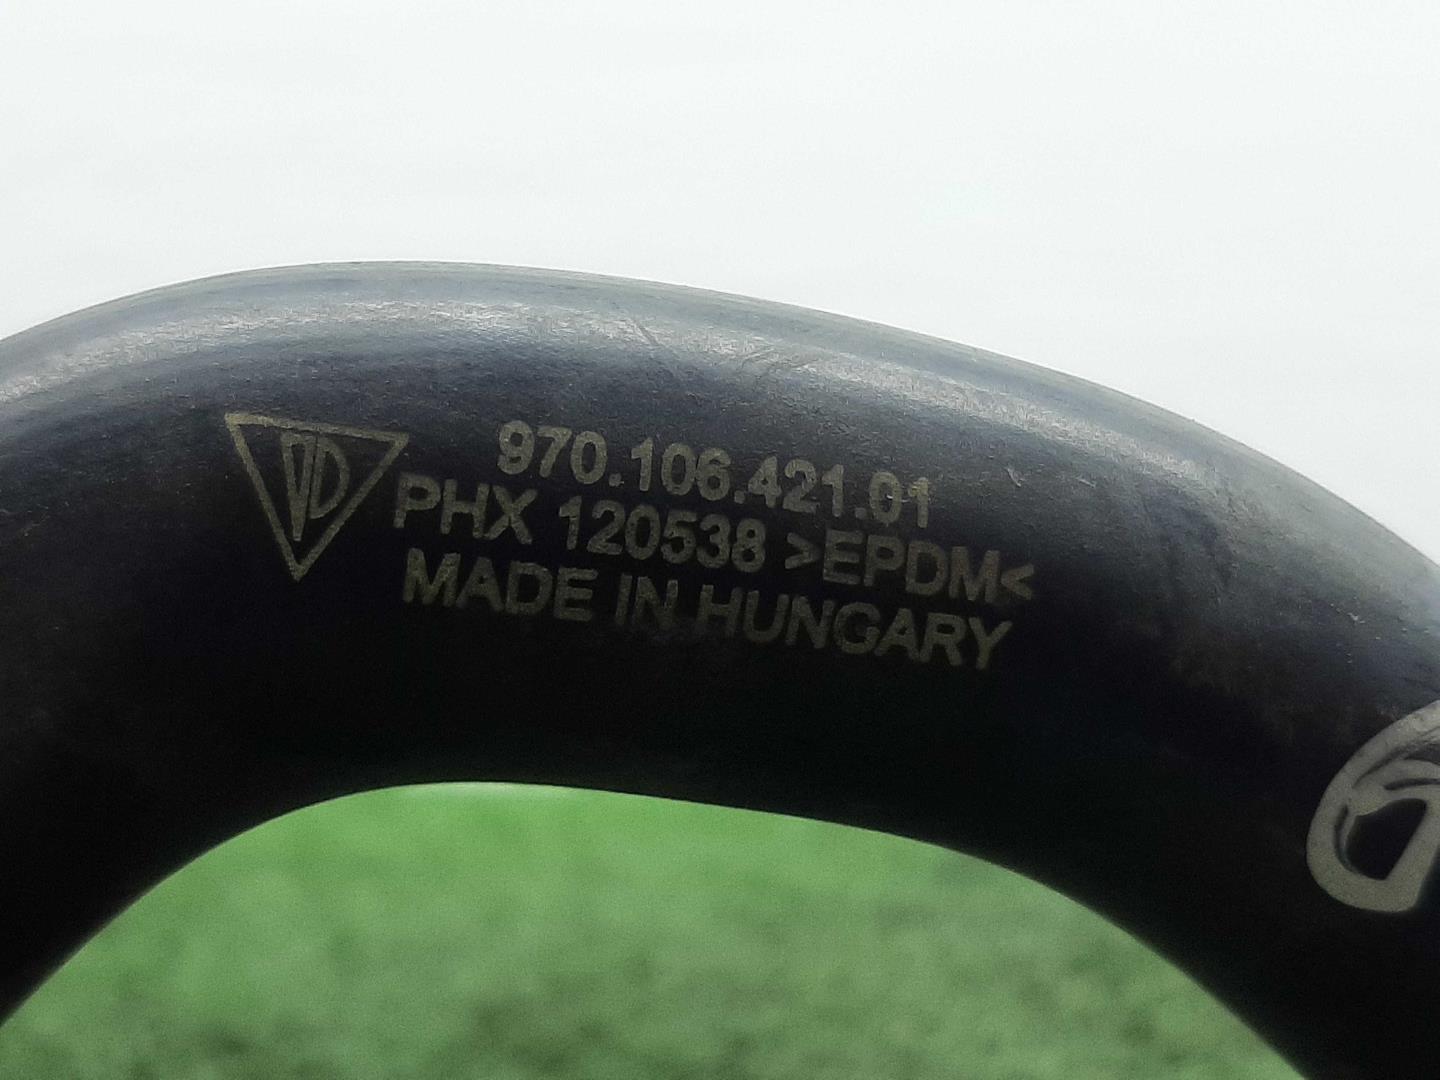 970.106.421.01
PHX 120538 >EPDM<
MADE IN HUNGARY